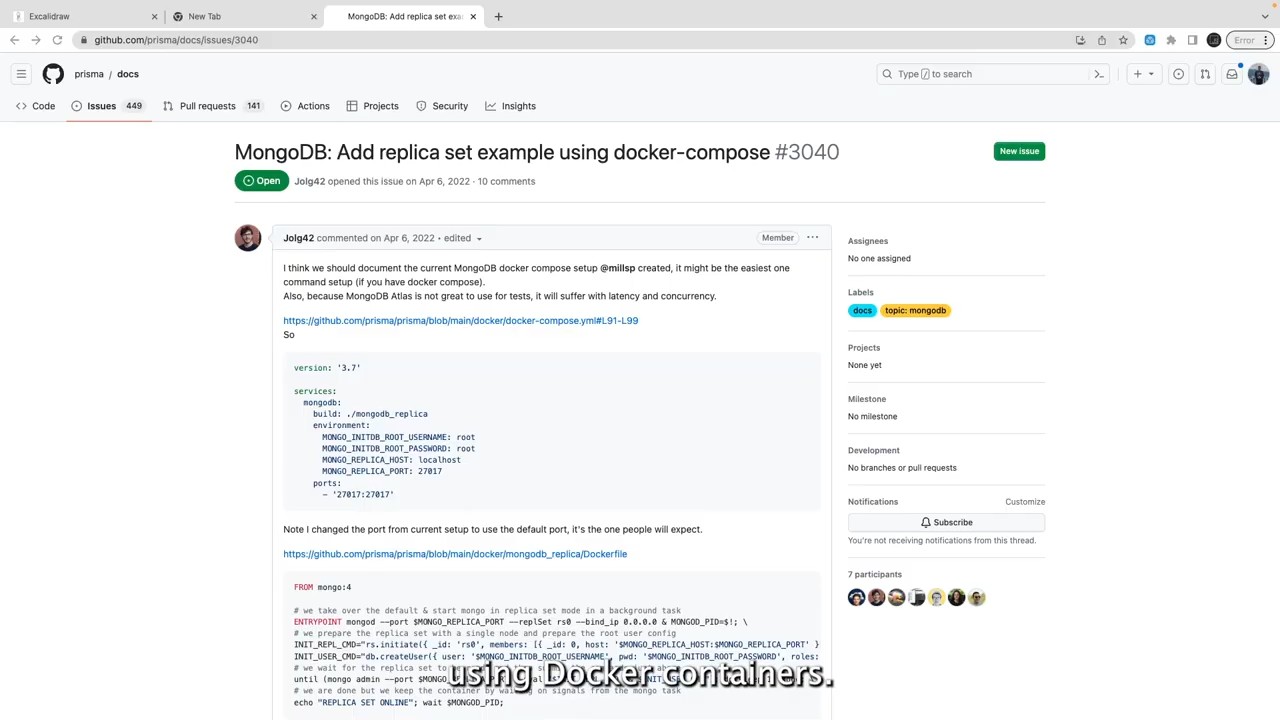 Excalidraw
New Tab
MongoDB: Add replica set exa
github.com/prisma/docs/issues/3040
Error
prisma / docs
Type / to search
Code
Issues 449
Pull requests 141
Actions
Projects
Security
Insights
MongoDB: Add replica set example using docker-compose #3040
New issue
Open
Jolg42 opened this issue on Apr 6, 2022 · 10 comments
Jolg42 commented on Apr 6, 2022 • edited
Member
I think we should document the current MongoDB docker compose setup @millsp created, it might be the easiest one
command setup (if you have docker compose).
Also, because MongoDB Atlas is not great to use for tests, it will suffer with latency and concurrency.
https://github.com/prisma/prisma/blob/main/docker/docker-compose.yml#L91-L99
So
version: '3.7'
services:
mongodb:
build: ./mongodb_replica
environment:
MONGO_INITDB_ROOT_USERNAME: root
MONGO_INITDB_ROOT_PASSWORD: root
MONGO_REPLICA_HOST: localhost
MONGO_REPLICA_PORT: 27017
ports:
- '27017:27017'
Note I changed the port from current setup to use the default port, it's the one people will expect.
https://github.com/prisma/prisma/blob/main/docker/mongodb_replica/Dockerfile
FROM mongo:4
# we take over the default & start mongo in replica set mode in a background task
ENTRYPOINT mongod --port $MONGO_REPLICA_PORT --replSet rs0 --bind_ip 0.0.0.0 & MONGOD_PID=$!; \
# we prepare the replica set with a single node and prepare the root user config
INIT_REPL_CMD="rs.initiate({ _id: 'rs0', members: [{ _id: 0, host: '$MONGO_REPLICA_HOST:$MONGO_REPLICA_PORT' }
INIT_USER_CMD="db.createUser({ user: '$MONGO_INITDB_ROOT_USERNAME', pwd: '$MONGO_INITDB_ROOT_PASSWORD', roles:
# we wait for the replica set to
until (mongo admin --port $MONGO
# we are done but we keep the container by waiting on signals from the mongo task
echo "REPLICA SET ONLINE"; wait $MONGOD_PID;
using Docker containers.
Assignees
No one assigned
Labels
docs
topic: mongodb
Projects
None yet
Milestone
No milestone
Development
No branches or pull requests
Notifications
Customize
Subscribe
You're not receiving notifications from this thread.
7 participants